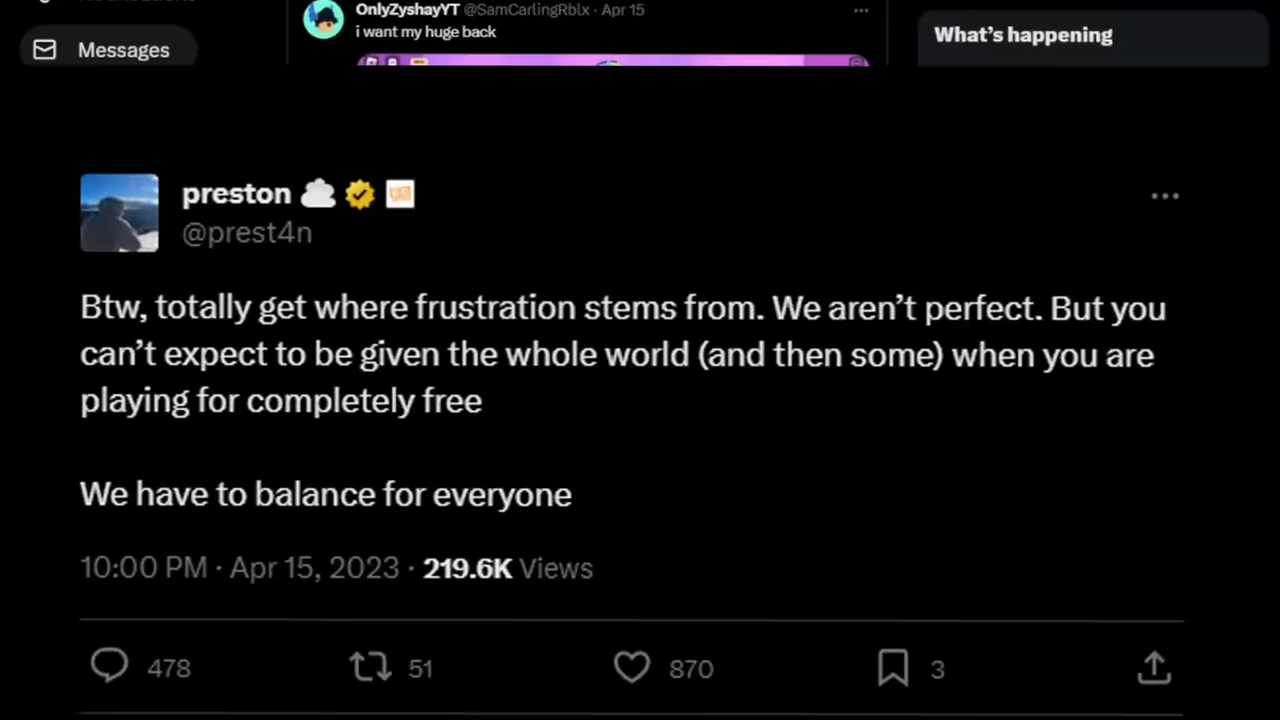 OnlyZyshayYT @SamCarlingRblx · Apr 15
i want my huge back
Messages
What's happening
preston
@prest4n
Btw, totally get where frustration stems from. We aren't perfect. But you
can't expect to be given the whole world (and then some) when you are
playing for completely free
We have to balance for everyone
10:00 PM · Apr 15, 2023 · 219.6K Views
478 51 870 3